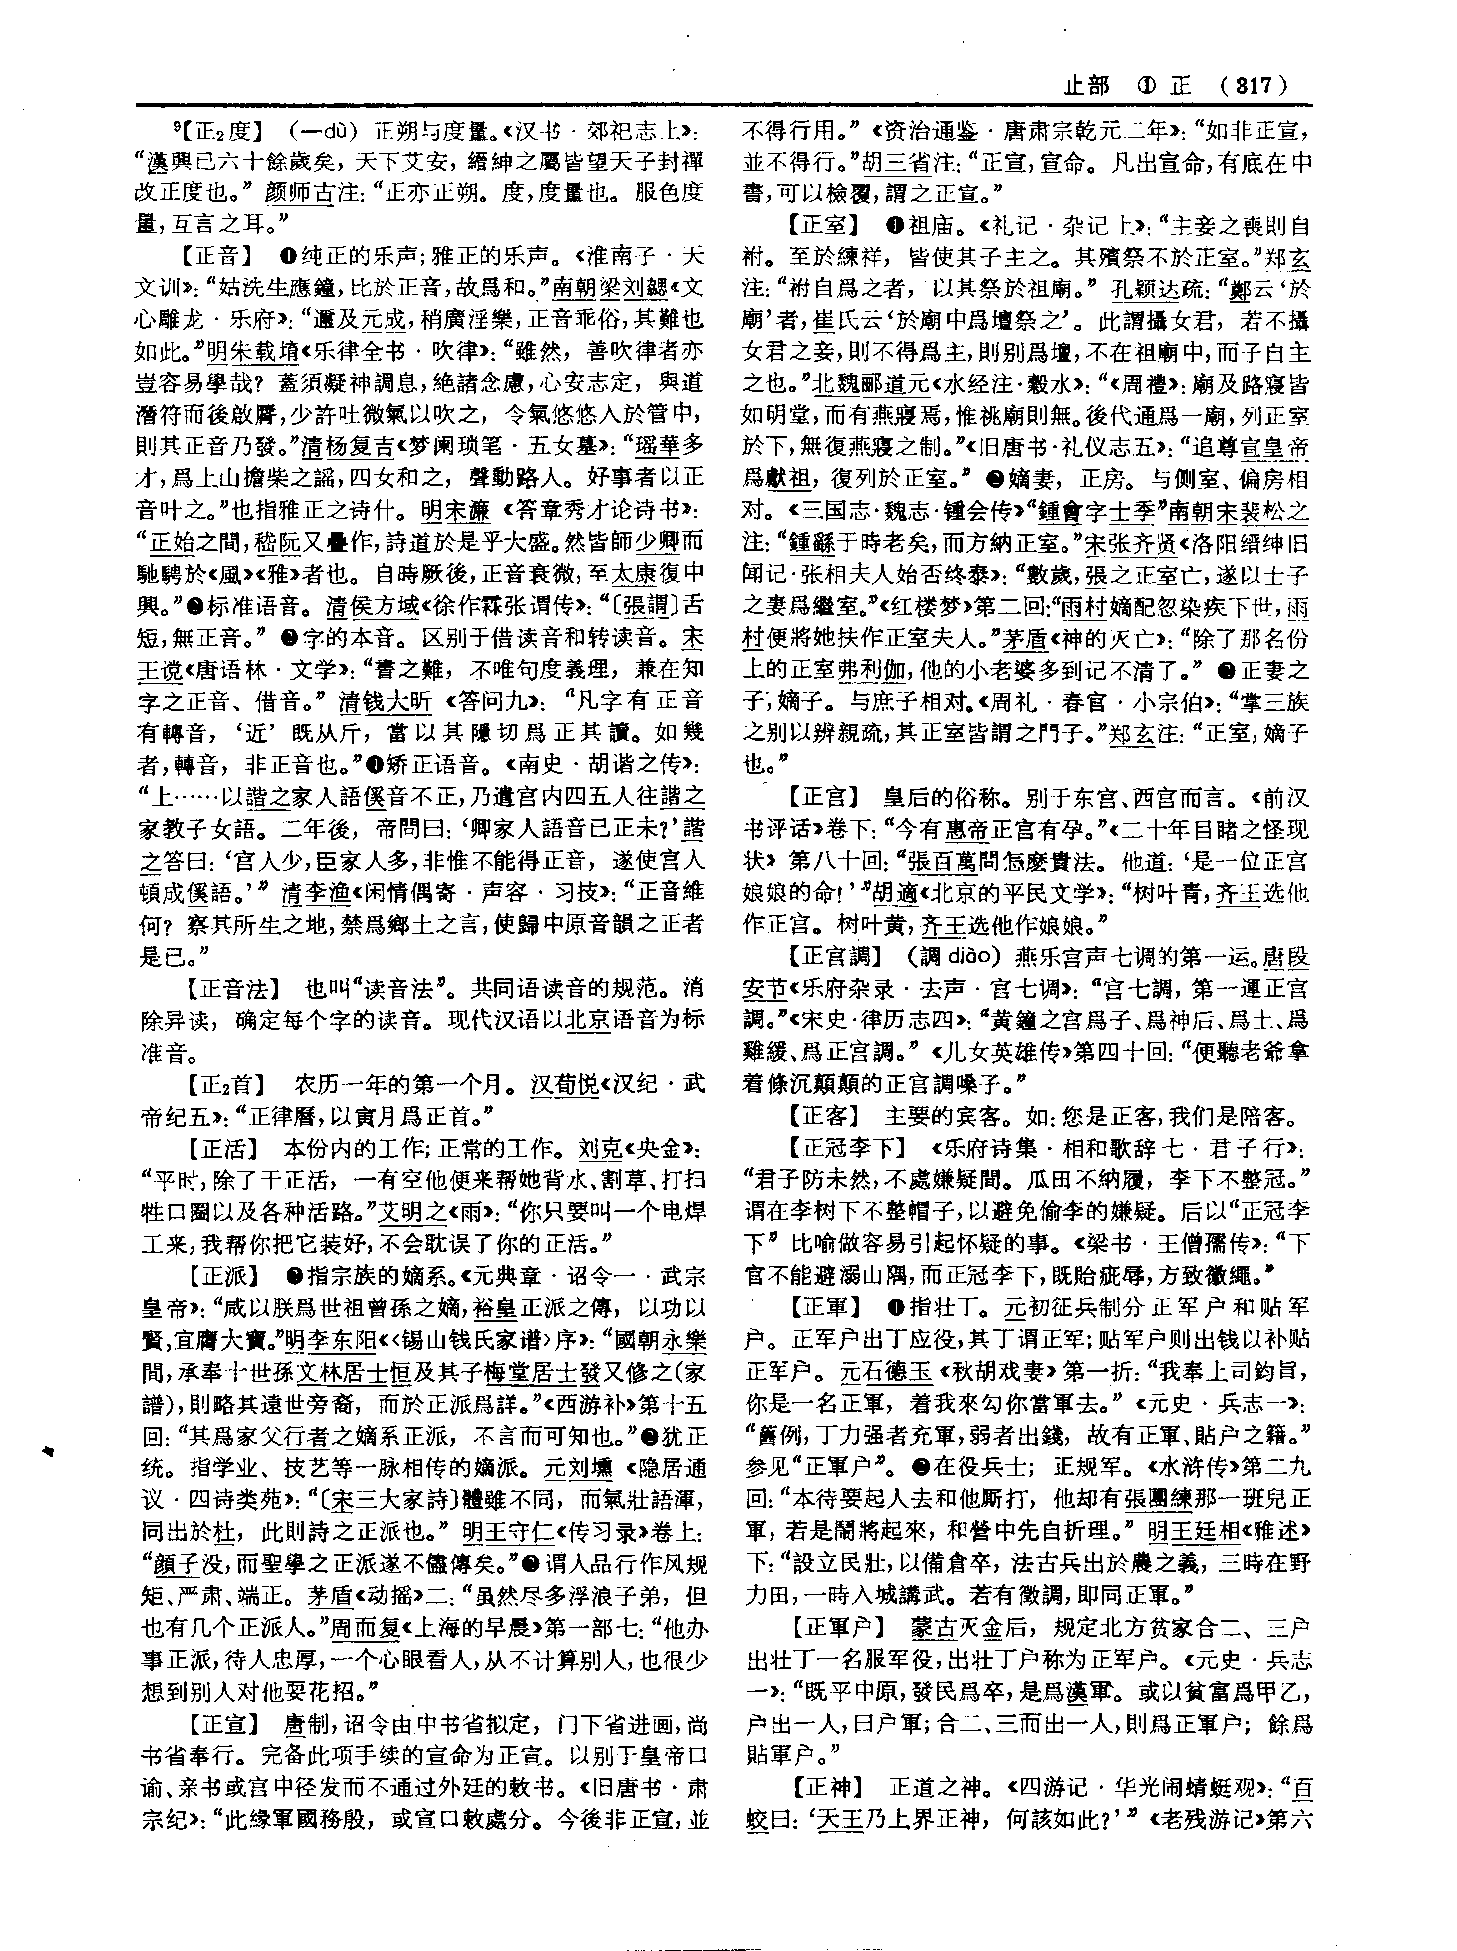 止部 ① 正 （317）
⁹【正₂度】 （—dù）正朔与度量。《汉书·郊祀志上》：
“漢興已六十餘歲矣，天下艾安，縉紳之屬皆望天子封禪
改正度也。”颜师古注：“正亦正朔。度，度量也。服色度
量，互言之耳。”
【正音】 ❶纯正的乐声；雅正的乐声。《淮南子·天
文训》：“姑洗生應鐘，比於正音，故爲和。”南朝梁刘勰《文
心雕龙·乐府》：“邇及元成，稍廣淫樂，正音乖俗，其難也
如此。”明朱载堉《乐律全书·吹律》：“雖然，善吹律者亦
豈容易學哉？蓋須凝神調息，絶諸念慮，心安志定，與道
潛符而後啟脣，少許吐微氣以吹之，令氣悠悠入於管中，
則其正音乃發。”清杨复吉《梦阑琐笔·五女墓》：“瑶華多
才，爲上山擔柴之謡，四女和之，聲動路人。好事者以正
音叶之。”也指雅正之诗什。明宋濂《答章秀才论诗书》：
“正始之間，嵇阮又疊作，詩道於是乎大盛。然皆師少卿而
馳騁於《風》《雅》者也。自時厥後，正音衰微，至太康復中
興。”❷标准语音。清侯方域《徐作霖张谓传》：“〔張謂〕舌
短，無正音。”❸字的本音。区别于借读音和转读音。宋
王谠《唐语林·文学》：“書之難，不唯句度義理，兼在知
字之正音、借音。”清钱大昕《答问九》：“凡字有正音
有轉音，‘近’既从斤，當以其隱切爲正其讀。如幾
者，轉音，非正音也。”❹矫正语音。《南史·胡谐之传》：
“上……以諧之家人語傒音不正，乃遣宫内四五人往諧之
家教子女語。二年後，帝問曰：‘卿家人語音已正未？’諧
之答曰：‘宫人少，臣家人多，非惟不能得正音，遂使宫人
頓成傒語。’”清李渔《闲情偶寄·声容·习技》：“正音維
何？察其所生之地，禁爲鄉土之言，使歸中原音韻之正者
是已。”
【正音法】 也叫“读音法”。共同语读音的规范。消
除异读，确定每个字的读音。现代汉语以北京语音为标
准音。
【正₂首】 农历一年的第一个月。汉荀悦《汉纪·武
帝纪五》：“正律曆，以寅月爲正首。”
【正活】 本份内的工作；正常的工作。刘克《央金》：
“平时，除了干正活，一有空他便来帮她背水、割草、打扫
牲口圈以及各种活路。”艾明之《雨》：“你只要叫一个电焊
工来，我帮你把它装好，不会耽误了你的正活。”
【正派】 ❶指宗族的嫡系。《元典章·诏令一·武宗
皇帝》：“咸以朕爲世祖曾孫之嫡，裕皇正派之傳，以功以
賢，宜膺大寶。”明李东阳《〈锡山钱氏家谱〉序》：“國朝永樂
間，承奉十世孫文林居士恒及其子梅堂居士發又修之（家
譜），則略其遠世旁裔，而於正派爲詳。”《西游补》第十五
回：“其爲家父行者之嫡系正派，不言而可知也。”❷犹正
统。指学业、技艺等一脉相传的嫡派。元刘壎《隐居通
议·四诗类苑》：“〔宋三大家詩〕體雖不同，而氣壯語渾，
同出於杜，此則詩之正派也。”明王守仁《传习录》卷上：
“顔子没，而聖學之正派遂不儘傳矣。”❸谓人品行作风规
矩、严肃、端正。茅盾《动摇》二：“虽然尽多浮浪子弟，但
也有几个正派人。”周而复《上海的早晨》第一部七：“他办
事正派，待人忠厚，一个心眼看人，从不计算别人，也很少
想到别人对他耍花招。”
【正宣】 唐制，诏令由中书省拟定，门下省进画，尚
书省奉行。完备此项手续的宣命为正宣。以别于皇帝口
谕、亲书或宫中径发而不通过外廷的敕书。《旧唐书·肃
宗纪》：“此缘軍國務殷，或宣口敕處分。今後非正宣，並
不得行用。”《资治通鉴·唐肃宗乾元二年》：“如非正宣，
並不得行。”胡三省注：“正宣，宣命。凡出宣命，有底在中
書，可以檢覆，謂之正宣。”
【正室】 ❶祖庙。《礼记·杂记上》：“主妾之喪則自
祔。至於練祥，皆使其子主之。其殯祭不於正室。”郑玄
注：“祔自爲之者，以其祭於祖廟。”孔颖达疏：“鄭云‘於
廟’者，崔氏云‘於廟中爲壇祭之’。此謂攝女君，若不攝
女君之妾，則不得爲主，則别爲壇，不在祖廟中，而子自主
之也。”北魏郦道元《水经注·穀水》：“《周禮》：廟及路寢皆
如明堂，而有燕寢焉，惟祧廟則無。後代通爲一廟，列正室
於下，無復燕寢之制。”《旧唐书·礼仪志五》：“追尊宣皇帝
爲獻祖，復列於正室。”❷嫡妻，正房。与侧室、偏房相
对。《三国志·魏志·锺会传》“鍾會字士季”南朝宋裴松之
注：“鍾繇于時老矣，而方納正室。”宋张齐贤《洛阳缙绅旧
闻记·张相夫人始否终泰》：“數歲，張之正室亡，遂以士子
之妻爲繼室。”《红楼梦》第二回：“雨村嫡配忽染疾下世，雨
村便將她扶作正室夫人。”茅盾《神的灭亡》：“除了那名份
上的正室弗利伽，他的小老婆多到记不清了。”❸正妻之
子，嫡子。与庶子相对。《周礼·春官·小宗伯》：“掌三族
之别以辨親疏，其正室皆謂之門子。”郑玄注：“正室，嫡子
也。”
【正宫】 皇后的俗称。别于东宫、西宫而言。《前汉
书评话》卷下：“今有惠帝正宫有孕。”《二十年目睹之怪现
状》第八十回：“張百萬問怎麽貴法。他道：‘是一位正宫
娘娘的命！’”胡適《北京的平民文学》：“树叶青，齐王选他
作正宫。树叶黄，齐王选他作娘娘。”
【正宫調】 （調diào）燕乐宫声七调的第一运。唐段
安节《乐府杂录·去声·宫七调》：“宫七調，第一運正宫
調。”《宋史·律历志四》：“黄鐘之宫爲子、爲神后、爲土、爲
雞緩、爲正宫調。”《儿女英雄传》第四十回：“便聽老爺拿
着條沉顛顛的正宫調嗓子。”
【正客】 主要的宾客。如：您是正客，我们是陪客。
【正冠李下】 《乐府诗集·相和歌辞七·君子行》：
“君子防未然，不處嫌疑間。瓜田不納履，李下不整冠。”
谓在李树下不整帽子，以避免偷李的嫌疑。后以“正冠李
下”比喻做容易引起怀疑的事。《梁书·王僧孺传》：“下
官不能避溺山隅，而正冠李下，既貽疵辱，方致徽繩。”
【正軍】 ❶指壮丁。元初征兵制分正军户和贴军
户。正军户出丁应役，其丁谓正军；贴军户则出钱以补贴
正军户。元石德玉《秋胡戏妻》第一折：“我奉上司鈞旨，
你是一名正軍，着我來勾你當軍去。”《元史·兵志一》：
“舊例，丁力强者充軍，弱者出錢，故有正軍、貼户之籍。”
参见“正軍户”。❷在役兵士；正规军。《水浒传》第二九
回：“本待要起人去和他厮打，他却有張團練那一班兒正
軍，若是鬧將起來，和營中先自折理。”明王廷相《雅述》
下：“設立民壯，以備倉卒，法古兵出於農之義，三時在野
力田，一時入城講武。若有徵調，即同正軍。”
【正軍户】 蒙古灭金后，规定北方贫家合二、三户
出壮丁一名服军役，出壮丁户称为正军户。《元史·兵志
一》：“既平中原，發民爲卒，是爲漢軍。或以貧富爲甲乙，
户出一人，曰户軍；合二、三而出一人，則爲正軍户；餘爲
貼軍户。”
【正神】 正道之神。《四游记·华光闹蜻蜓观》：“百
蛟曰：‘天王乃上界正神，何該如此？’”《老残游记》第六